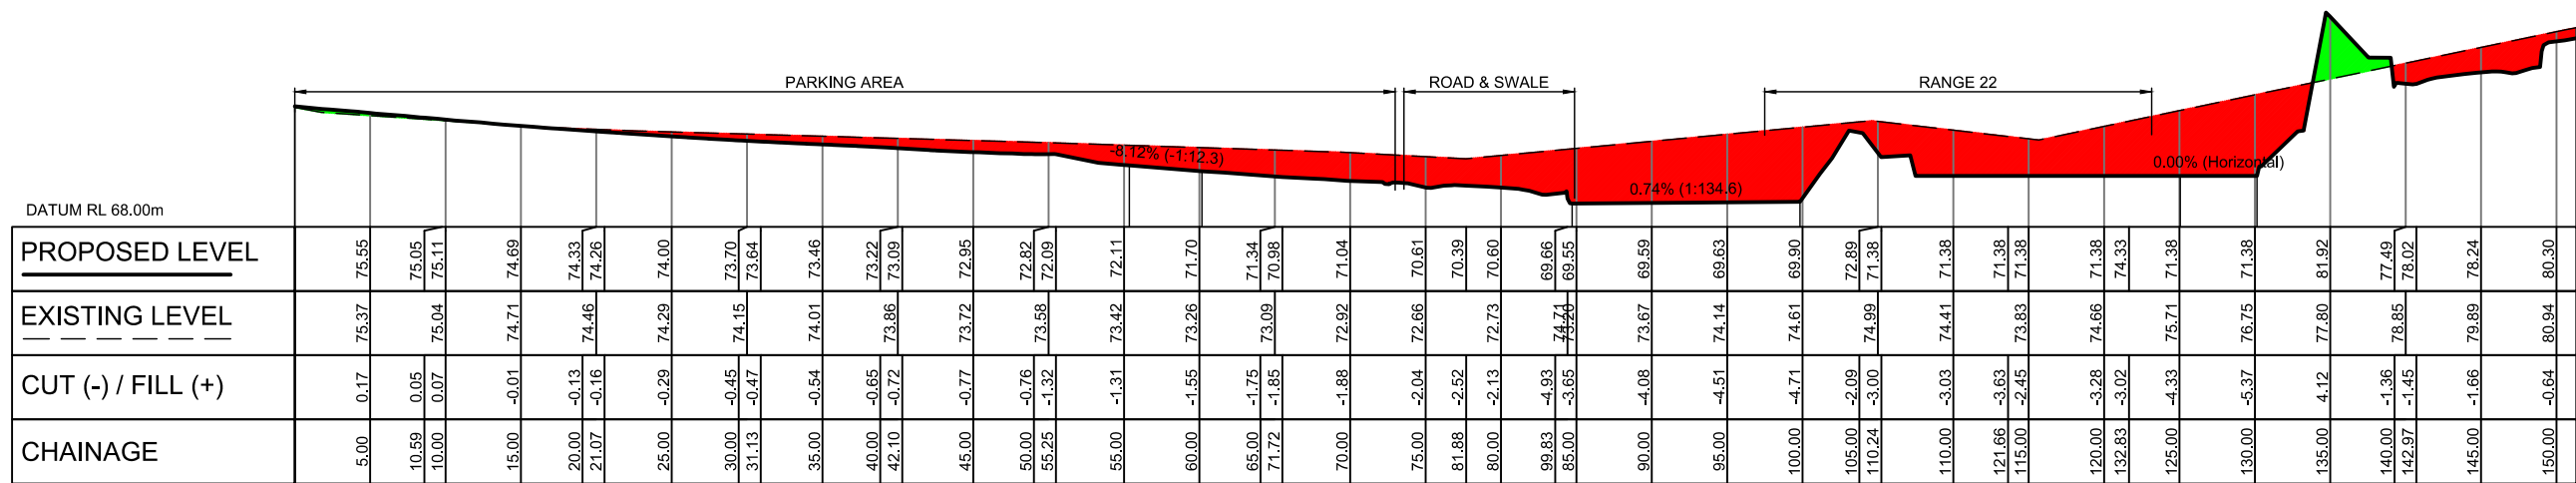 PARKING AREA
ROAD & SWALE
RANGE 22
-8.12% (-1:12.3)
0.74% (1:134.6)
0.00% (Horizontal)
DATUM RL 68.00m
PROPOSED LEVEL 75.55 75.05 75.11 74.69 74.33 74.26 74.00 73.70 73.64 73.46 73.22 73.09 72.95 72.82 72.09 72.11 71.70 71.34 70.98 71.04 70.61 70.39 70.60 69.66 69.55 69.59 69.63 69.90 72.89 71.38 71.38 71.38 71.38 71.38 74.33 71.38 71.38 81.92 77.49 78.02 78.24 80.30
EXISTING LEVEL 75.37 75.04 74.71 74.46 74.29 74.15 74.01 73.86 73.72 73.58 73.42 73.26 73.09 72.92 72.66 72.73 74.71 73.20 73.67 74.14 74.61 74.99 74.41 73.83 74.66 75.71 76.75 77.80 78.85 79.89 80.94
CUT (-) / FILL (+) 0.17 0.05 0.07 -0.01 -0.13 -0.16 -0.29 -0.45 -0.47 -0.54 -0.65 -0.72 -0.77 -0.76 -1.32 -1.31 -1.55 -1.75 -1.85 -1.88 -2.04 -2.52 -2.13 -4.93 -3.65 -4.08 -4.51 -4.71 -2.09 -3.00 -3.03 -3.63 -2.45 -3.28 -3.02 -4.33 -5.37 4.12 -1.36 -1.45 -1.66 -0.64
CHAINAGE 5.00 10.59 10.00 15.00 20.00 21.07 25.00 30.00 31.13 35.00 40.00 42.10 45.00 50.00 55.25 55.00 60.00 65.00 71.72 70.00 75.00 81.88 80.00 99.83 85.00 90.00 95.00 100.00 105.00 110.24 110.00 121.66 115.00 120.00 132.83 125.00 130.00 135.00 140.00 142.97 145.00 150.00